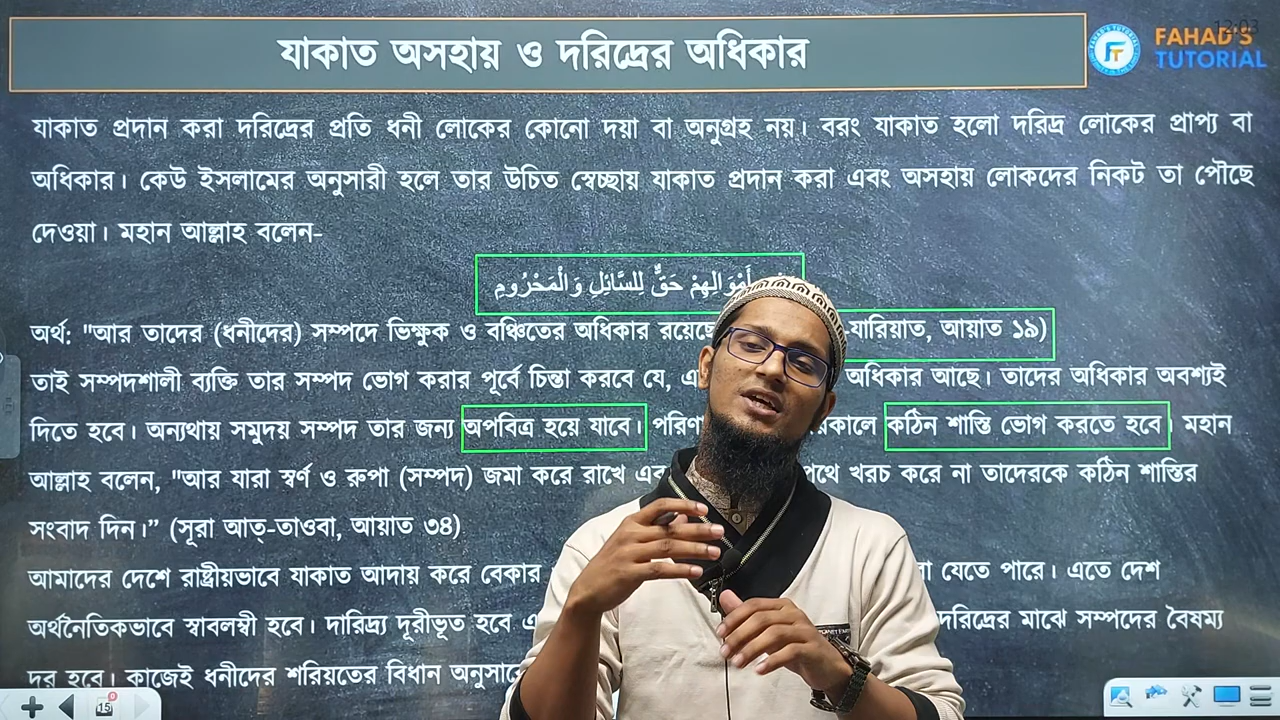 যাকাত অসহায় ও দরিদ্রের অধিকার
FAHAD'S
TUTORIAL
12:03
যাকাত প্রদান করা দরিদ্রের প্রতি ধনী লোকের কোনো দয়া বা অনুগ্রহ নয়। বরং যাকাত হলো দরিদ্র লোকের প্রাপ্য বা
অধিকার। কেউ ইসলামের অনুসারী হলে তার উচিত স্বেচ্ছায় যাকাত প্রদান করা এবং অসহায় লোকদের নিকট তা পৌছে
দেওয়া। মহান আল্লাহ বলেন-
أَمْوَالِهِمْ حَقٌّ لِلسَّائِلِ وَالْمَحْرُومِ
অর্থ: "আর তাদের (ধনীদের) সম্পদে ভিক্ষুক ও বঞ্চিতের অধিকার রয়েছে -যারিয়াত, আয়াত ১৯)
তাই সম্পদশালী ব্যক্তি তার সম্পদ ভোগ করার পূর্বে চিন্তা করবে যে, অধিকার আছে। তাদের অধিকার অবশ্যই
দিতে হবে। অন্যথায় সমুদয় সম্পদ তার জন্য অপবিত্র হয়ে যাবে। কঠিন শাস্তি ভোগ করতে হবে। মহান
আল্লাহ বলেন, "আর যারা স্বর্ণ ও রুপা (সম্পদ) জমা করে রাখে পথে খরচ করে না তাদেরকে কঠিন শাস্তির
সংবাদ দিন।” (সূরা আত্-তাওবা, আয়াত ৩৪)
আমাদের দেশে রাষ্ট্রীয়ভাবে যাকাত আদায় করে বেকার যেতে পারে। এতে দেশ
অর্থনৈতিকভাবে স্বাবলম্বী হবে। দারিদ্র্য দূরীভূত হবে দরিদ্রের মাঝে সম্পদের বৈষম্য
দূর হবে। কাজেই ধনীদের শরিয়তের বিধান অনুসারে
15